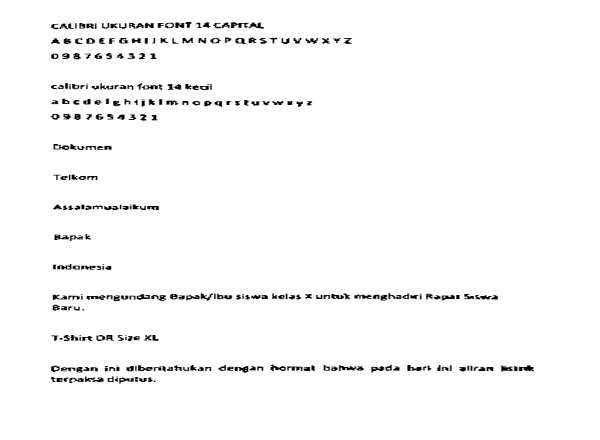 CALIBRI UKURAN FONT 14 CAPITAL
A B C D E F G H I J K L M N O P Q R S T U V W X Y Z
0 9 8 7 6 5 4 3 2 1
calibri ukuran font 14 kecil
a b c d e f g h i j k l m n o p q r s t u v w x y z
0 9 8 7 6 5 4 3 2 1
Dokumen
Telkom
Assalamualaikum
Bapak
Indonesia
Kami mengundang Bapak/Ibu siswa kelas X untuk menghadiri Rapat Siswa
Baru.
T-Shirt OR Size XL
Dengan ini diberitahukan dengan hormat bahwa pada hari ini aliran listrik
terpaksa diputus.